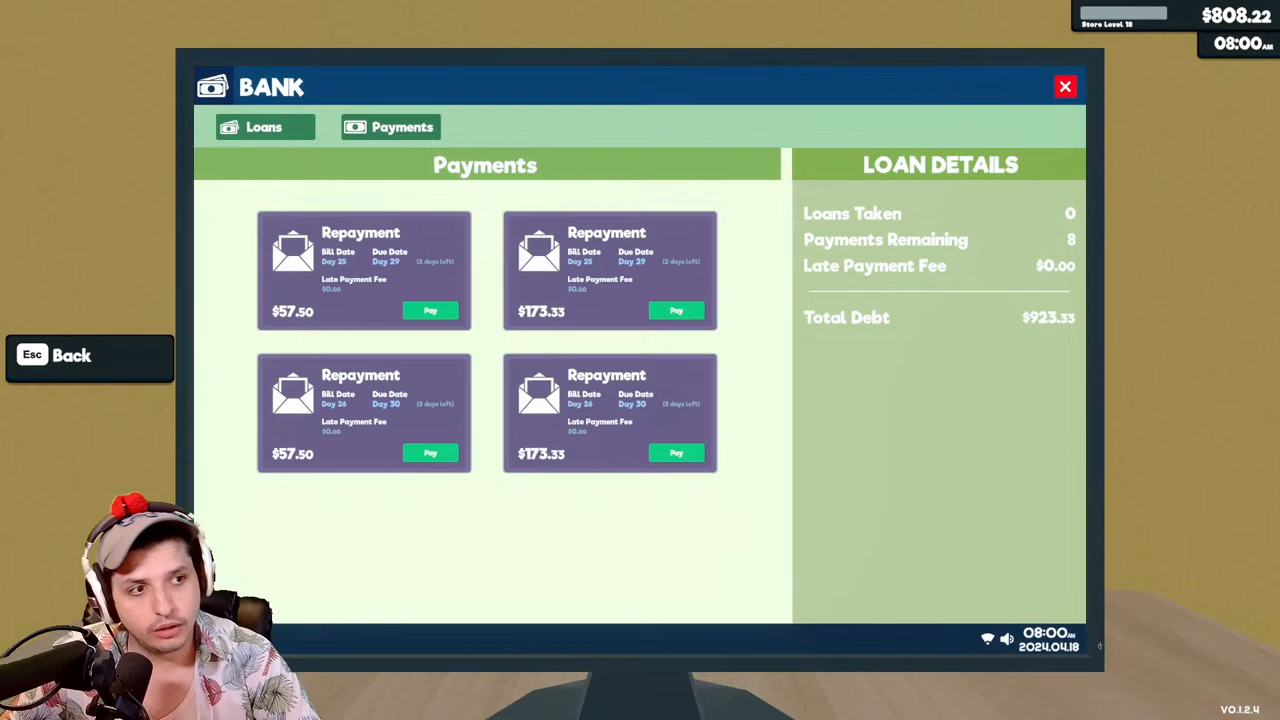 $808.22
Store Level 18
08:00AM
BANK
Loans
Payments
Payments
LOAN DETAILS
Repayment
Bill Date Due Date
Day 25 Day 29
Late Payment Fee
$0.00
$57.50
Pay
Repayment
Bill Date Due Date
Day 25 Day 29 (2 days left)
Late Payment Fee
$0.00
$173.33
Pay
Repayment
Bill Date Due Date
Day 26 Day 30 (3 days left)
Late Payment Fee
$0.00
$57.50
Pay
Repayment
Bill Date Due Date
Day 26 Day 30 (3 days left)
Late Payment Fee
$0.00
$173.33
Pay
Loans Taken 0
Payments Remaining 8
Late Payment Fee $0.00
Total Debt $923.33
Esc Back
08:00AM
2024.04.18
V0.1.2.4